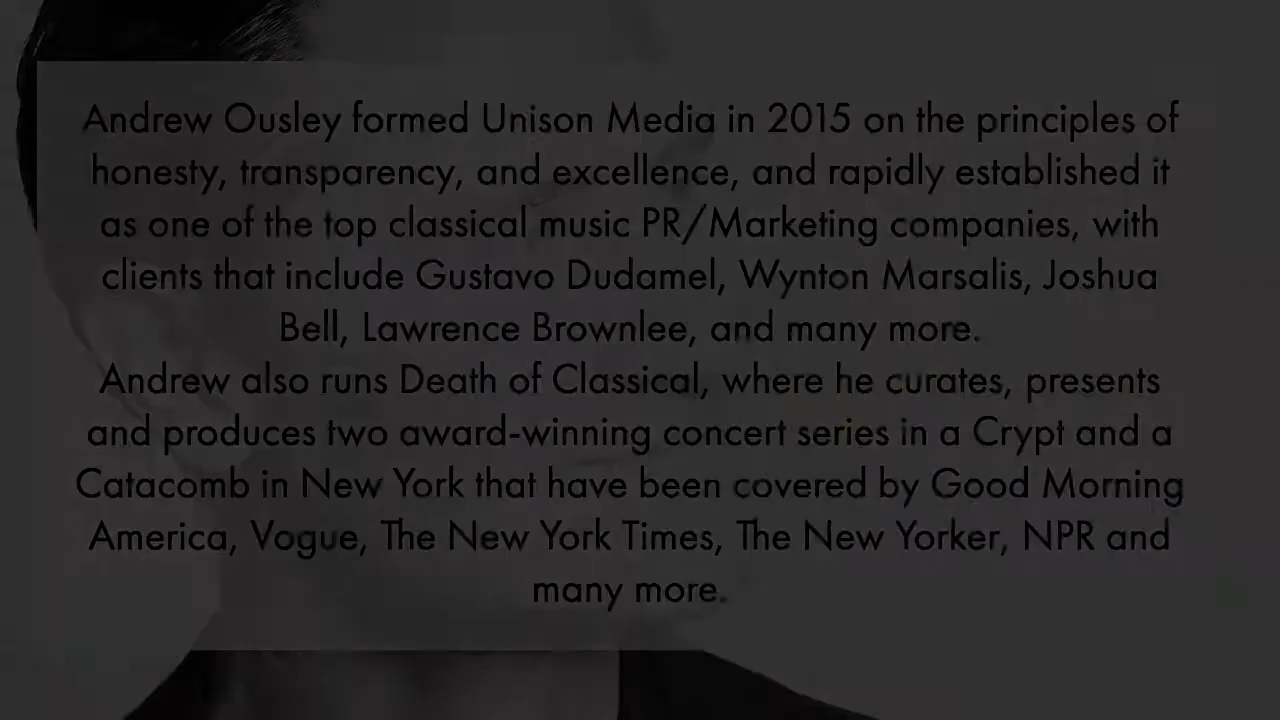 Andrew Ousley formed Unison Media in 2015 on the principles of
honesty, transparency, and excellence, and rapidly established it
as one of the top classical music PR/Marketing companies, with
clients that include Gustavo Dudamel, Wynton Marsalis, Joshua
Bell, Lawrence Brownlee, and many more.
Andrew also runs Death of Classical, where he curates, presents
and produces two award-winning concert series in a Crypt and a
Catacomb in New York that have been covered by Good Morning
America, Vogue, The New York Times, The New Yorker, NPR and
many more.